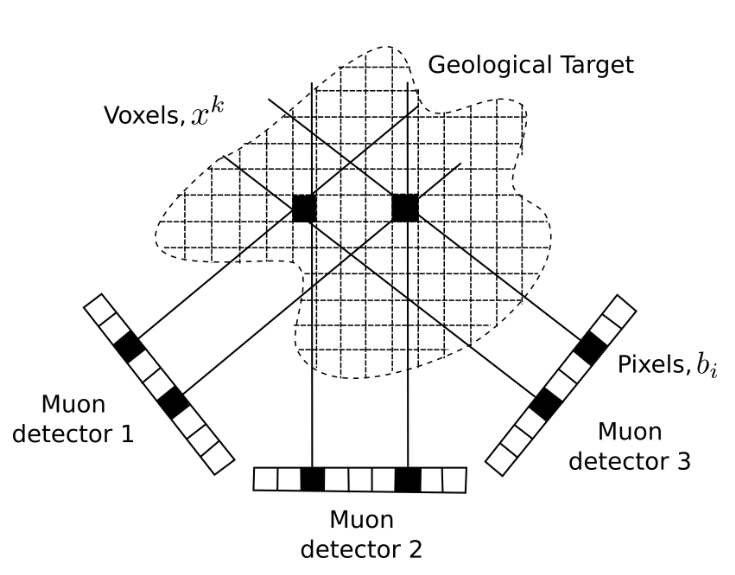 Geological Target
Voxels, x^k
Pixels, b_i
Muon
detector 1
Muon
detector 3
Muon
detector 2